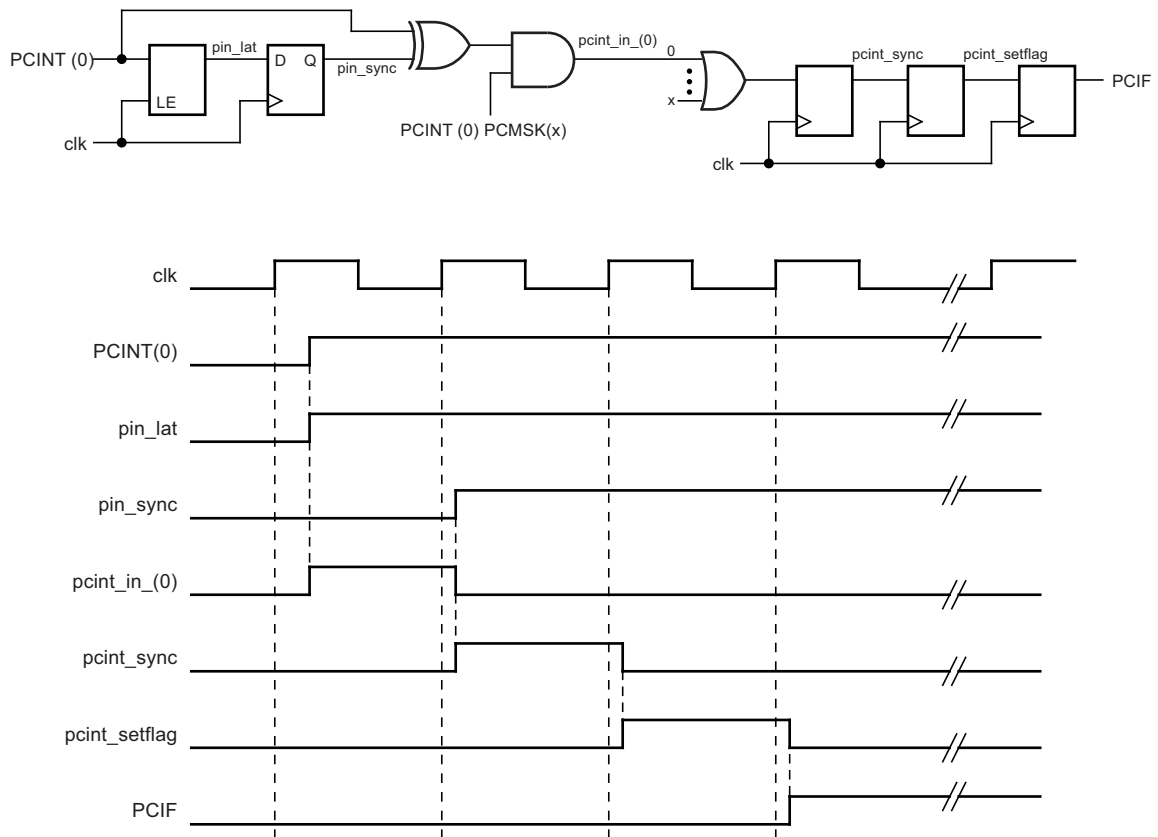 PCINT (0)
pin_lat
D Q
pin_sync
LE
clk
PCINT (0) PCMSK(x)
pcint_in_(0)
0
x
pcint_sync
pcint_setflag
PCIF
clk
clk
PCINT(0)
pin_lat
pin_sync
pcint_in_(0)
pcint_sync
pcint_setflag
PCIF